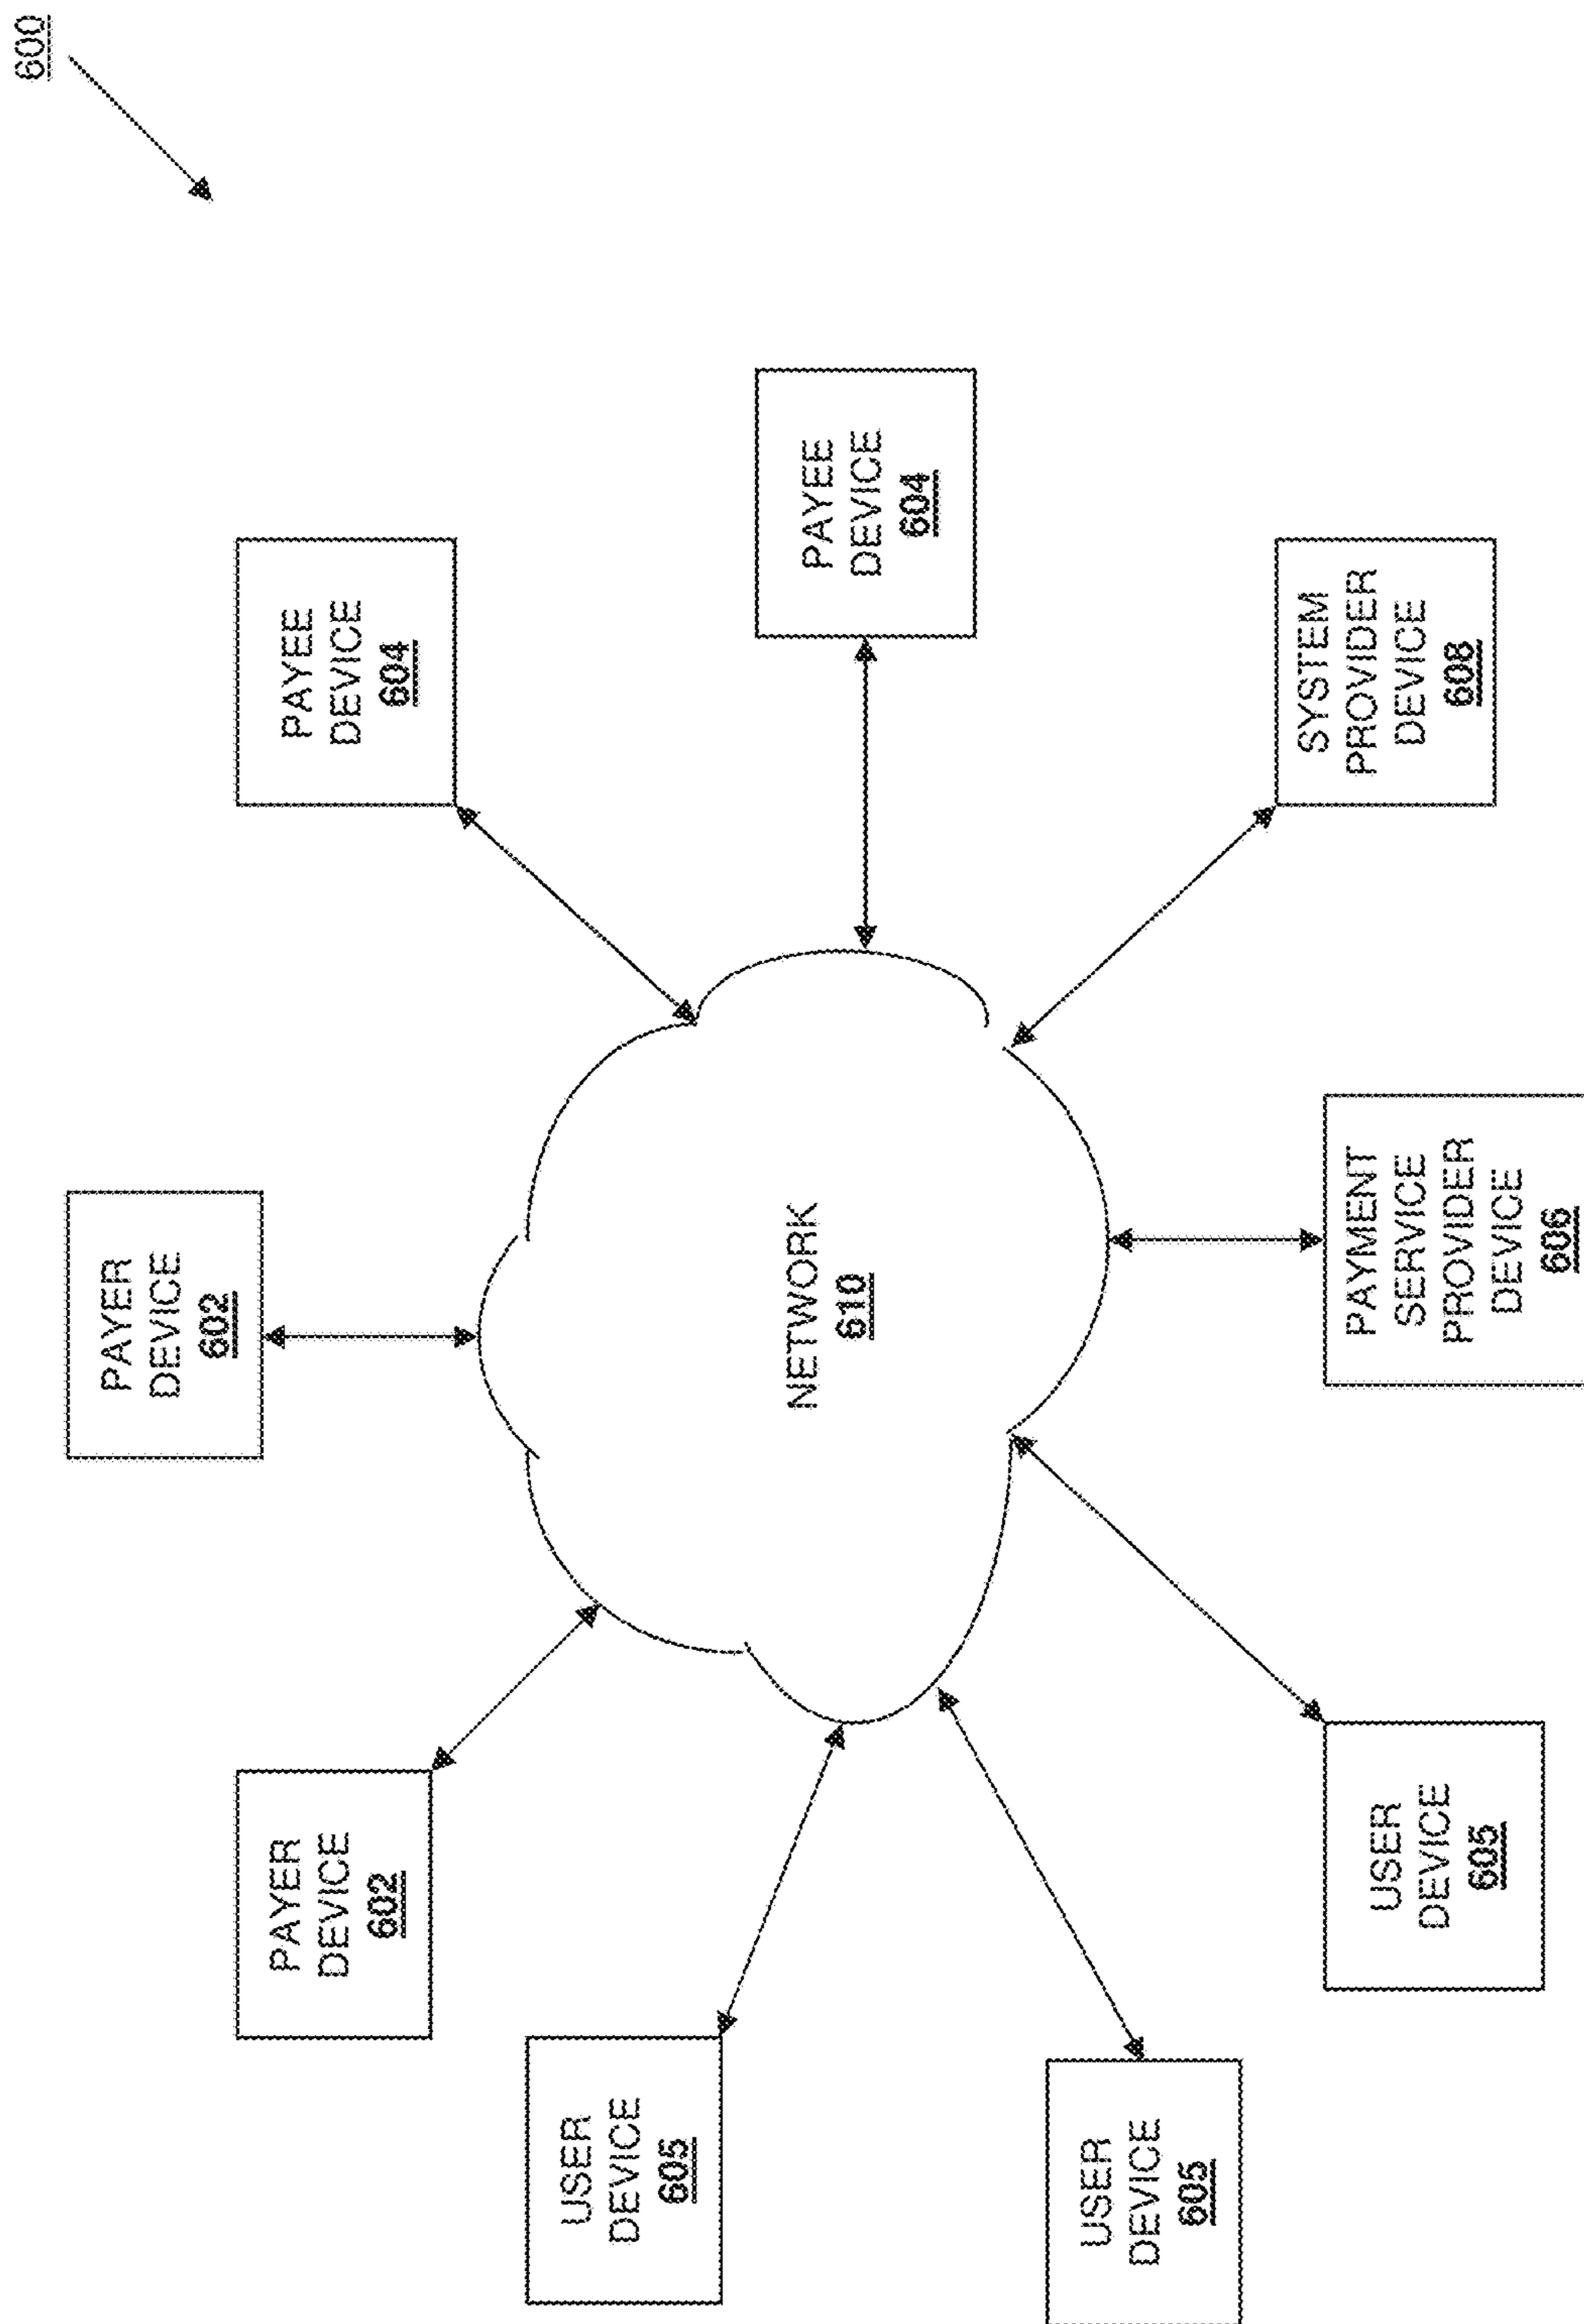 600
PAYER
DEVICE
602
PAYEE
DEVICE
604
PAYER
DEVICE
602
PAYEE
DEVICE
604
USER
DEVICE
605
NETWORK
610
USER
DEVICE
605
USER
DEVICE
605
PAYMENT
SERVICE
PROVIDER
DEVICE
606
SYSTEM
PROVIDER
DEVICE
608